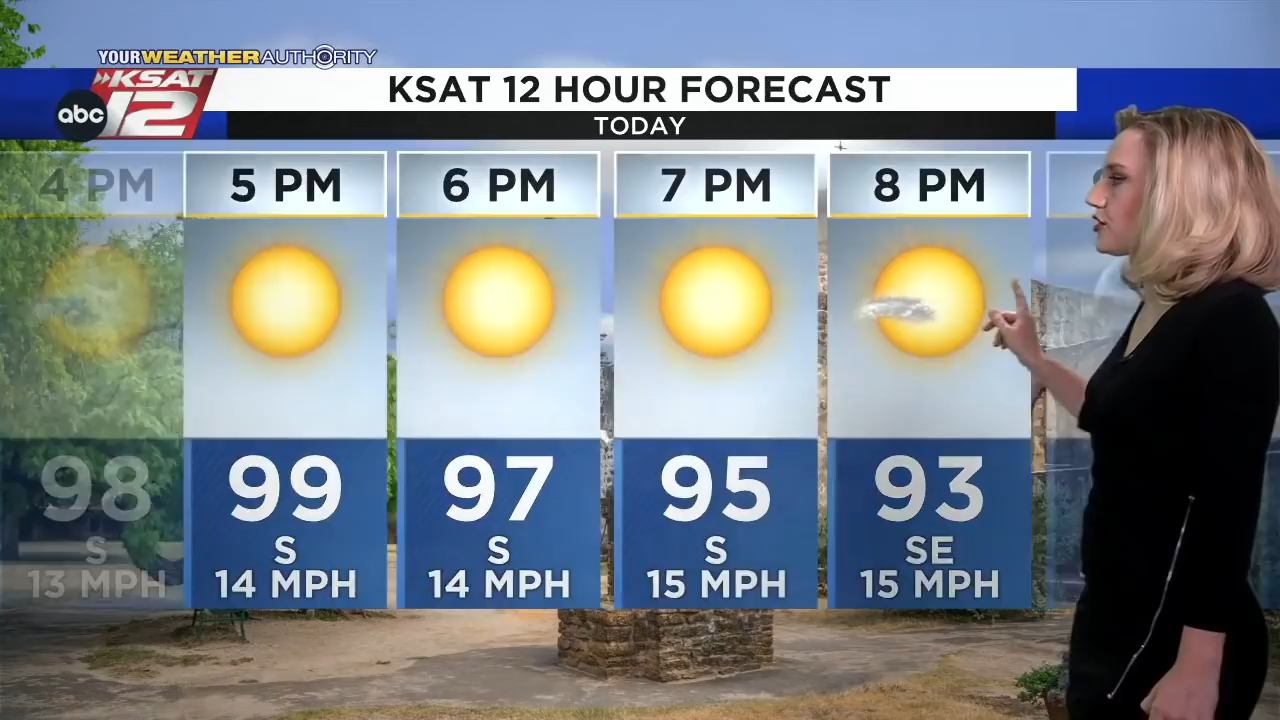 YOURWEATHERAUTHORITY
KSAT
abc 12
KSAT 12 HOUR FORECAST
TODAY
4 PM
98
S
13 MPH
5 PM
99
S
14 MPH
6 PM
97
S
14 MPH
7 PM
95
S
15 MPH
8 PM
93
SE
15 MPH